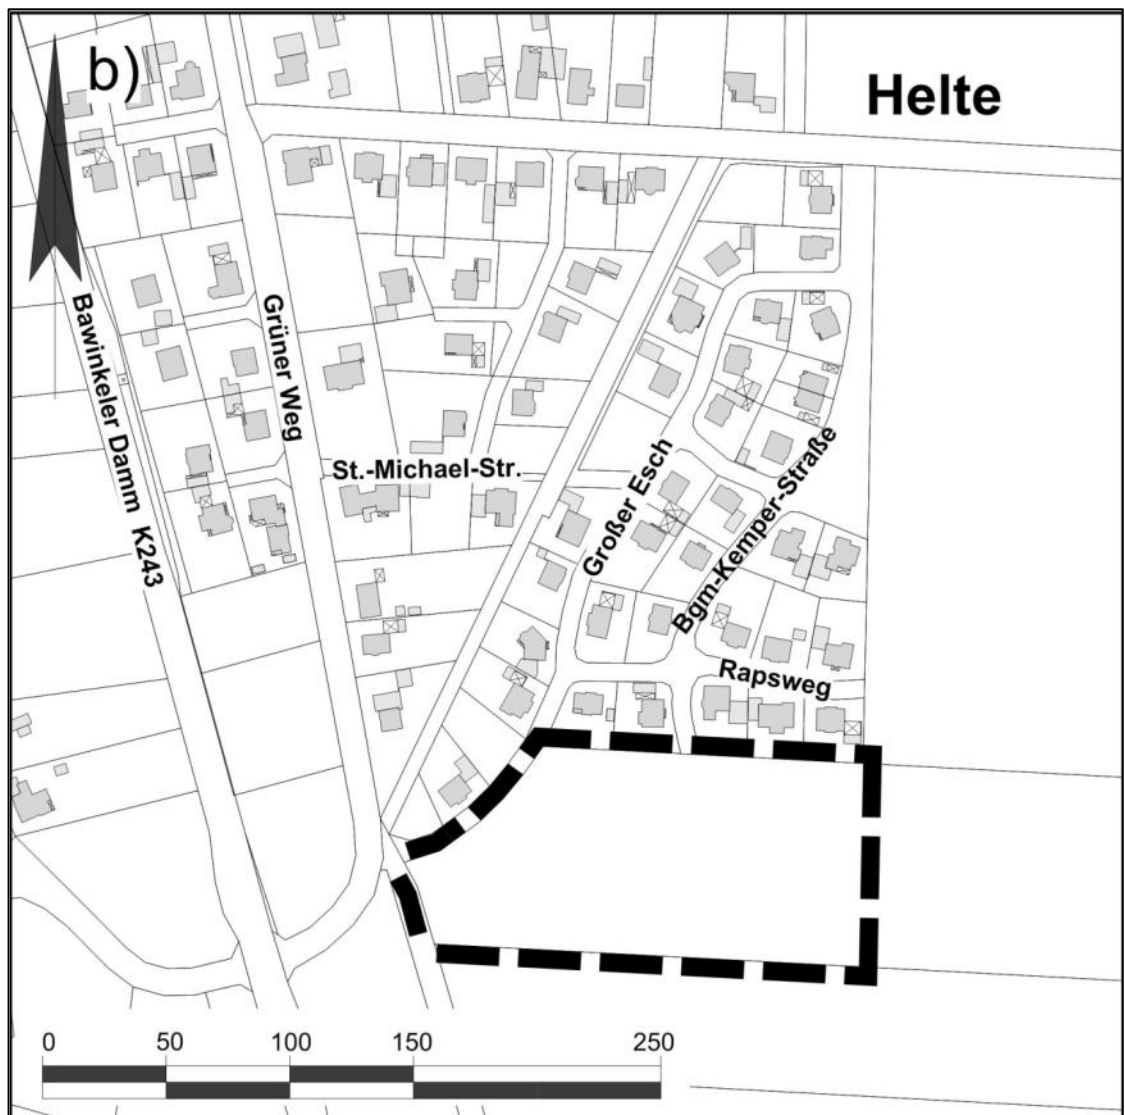 b)
Helte
Bawinkeler Damm K243
Grüner Weg
St.-Michael-Str.
Großer Esch
Bgm-Kemper-Straße
Rapsweg
0 50 100 150 250